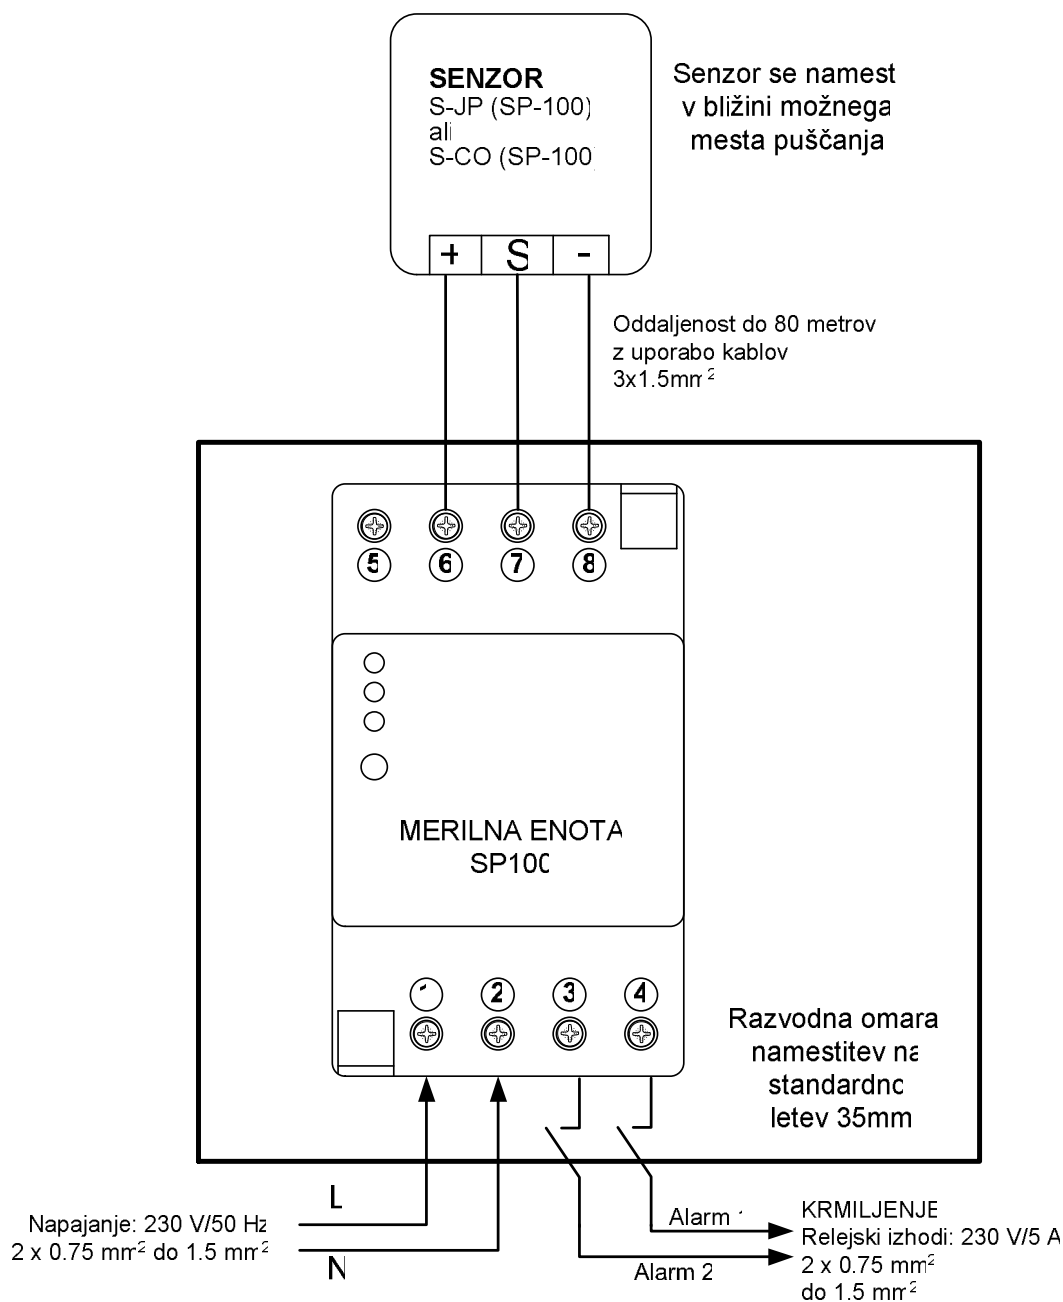 SENZOR
S-JP (SP-100)
ali
S-CO (SP-100)
Senzor se namest
v bližini možnega
mesta puščanja
+ S -
Oddaljenost do 80 metrov
z uporabo kablov
3x1.5mm²
5 6 7 8
MERILNA ENOTA
SP100
1 2 3 4
Razvodna omara
namestitev na
standardno
letev 35mm
L
Napajanje: 230 V/50 Hz
2 x 0.75 mm² do 1.5 mm²
N
Alarm 1
Alarm 2
KRMILJENJE
Relejski izhodi: 230 V/5 A
2 x 0.75 mm²
do 1.5 mm²